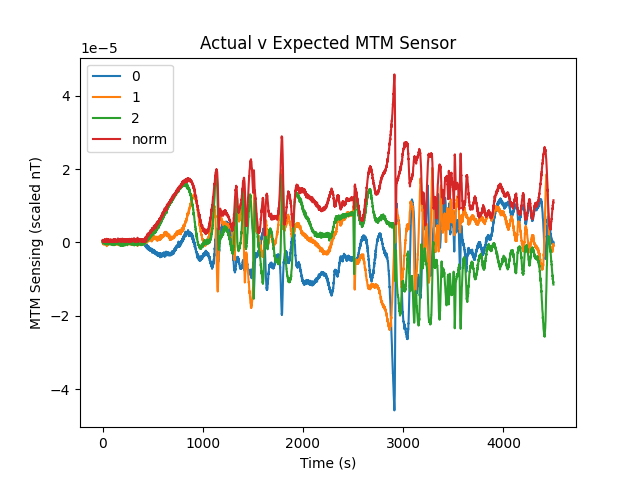 Actual v Expected MTM Sensor
1e−5
0
1
2
norm
4
2
0
−2
−4
MTM Sensing (scaled nT)
0 1000 2000 3000 4000
Time (s)